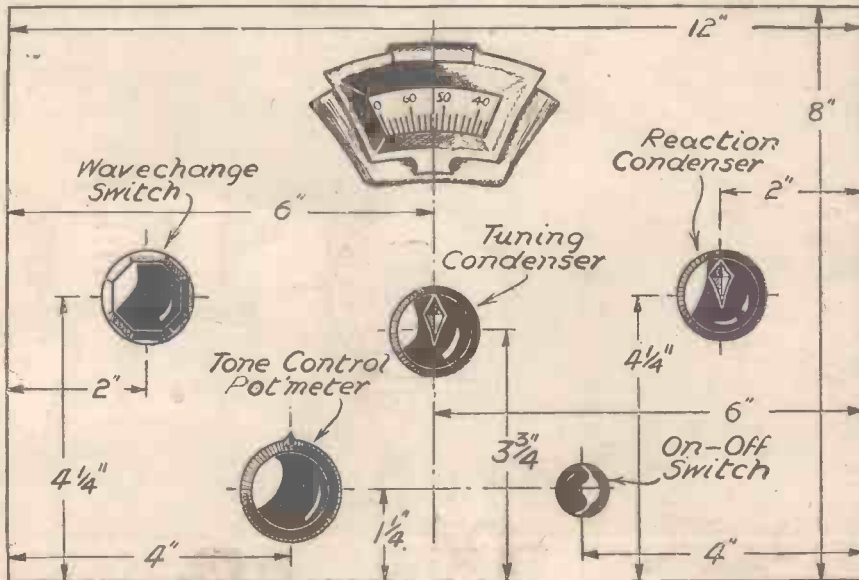 12"
8"
0 60 50 40
Reaction
Condenser
2"
Wavechange
Switch
6"
Tuning
Condenser
4¼"
2"
Tone Control
Pot'meter
6"
3¾"
On-Off
Switch
4¼"
1¼"
4"
4"